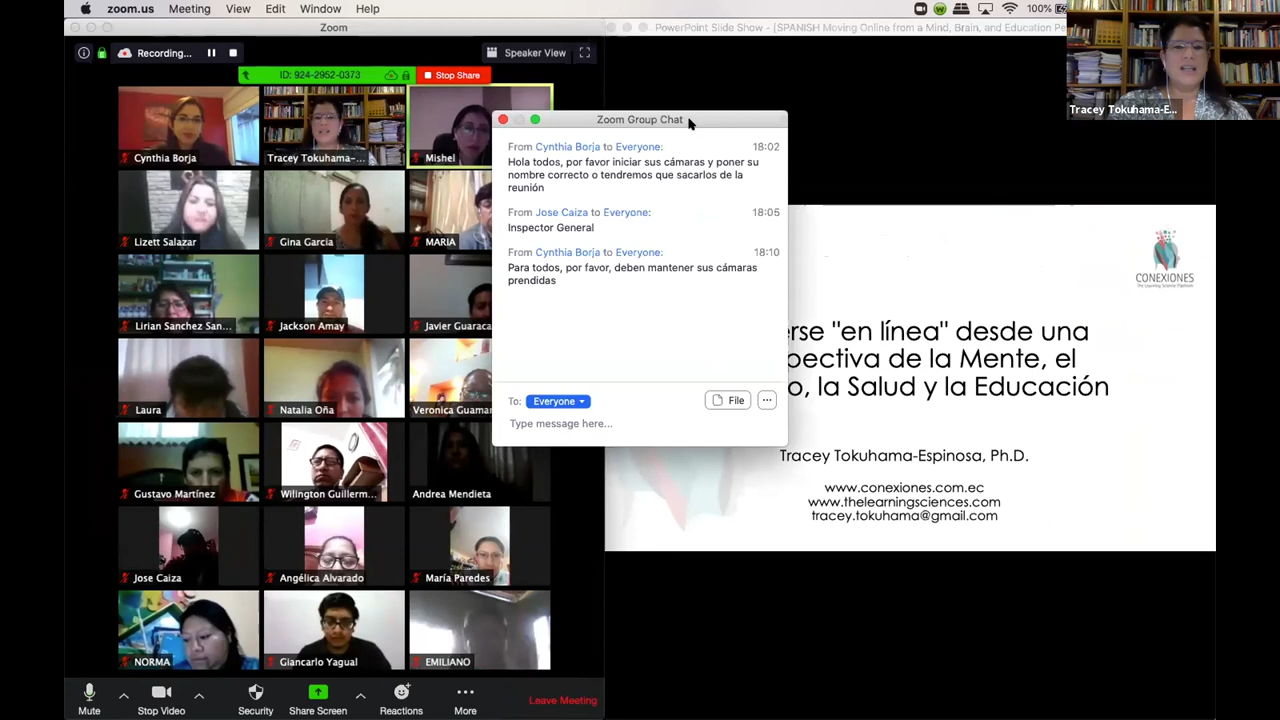 zoom.us Meeting View Edit Window Help
100%
Zoom
Recording...
Speaker View
ID: 924-2952-0373
Stop Share
Cynthia Borja
Tracey Tokuhama-...
Mishel
Lizett Salazar
Gina Garcia
MARIA
Lirian Sanchez San...
Jackson Amay
Javier Guaraca
Laura
Natalia Oña
Veronica Guaman
Gustavo Martínez
Wilington Guillerm...
Andrea Mendieta
Jose Caiza
Angélica Alvarado
María Paredes
NORMA
Giancarlo Yagual
EMILIANO
Mute
Stop Video
Security
Share Screen
Reactions
More
Leave Meeting
Zoom Group Chat
From Cynthia Borja to Everyone: 18:02
Hola todos, por favor iniciar sus cámaras y poner su
nombre correcto o tendremos que sacarlos de la
reunión
From Jose Caiza to Everyone: 18:05
Inspector General
From Cynthia Borja to Everyone: 18:10
Para todos, por favor, deben mantener sus cámaras
prendidas
To: Everyone
File
Type message here...
PowerPoint Slide Show - [SPANISH Moving Online from a Mind, Brain, and Education Pe
Tracey Tokuhama-E...
CONEXIONES
The Learning Sciences Platform
erse "en línea" desde una
pectiva de la Mente, el
o, la Salud y la Educación
Tracey Tokuhama-Espinosa, Ph.D.
www.conexiones.com.ec
www.thelearningsciences.com
tracey.tokuhama@gmail.com